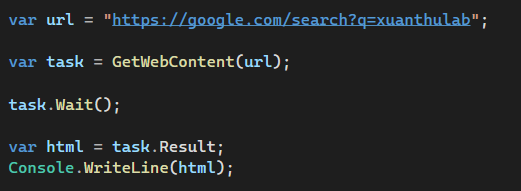 var url = "https://google.com/search?q=xuanthulab";
var task = GetWebContent(url);
task.Wait();
var html = task.Result;
Console.WriteLine(html);